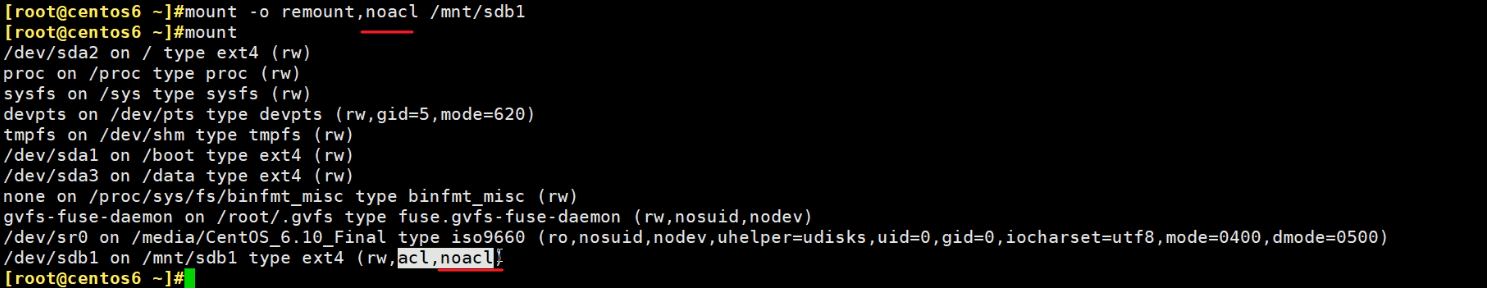 [root@centos6 ~]#mount -o remount,noacl /mnt/sdb1
[root@centos6 ~]#mount
/dev/sda2 on / type ext4 (rw)
proc on /proc type proc (rw)
sysfs on /sys type sysfs (rw)
devpts on /dev/pts type devpts (rw,gid=5,mode=620)
tmpfs on /dev/shm type tmpfs (rw)
/dev/sda1 on /boot type ext4 (rw)
/dev/sda3 on /data type ext4 (rw)
none on /proc/sys/fs/binfmt_misc type binfmt_misc (rw)
gvfs-fuse-daemon on /root/.gvfs type fuse.gvfs-fuse-daemon (rw,nosuid,nodev)
/dev/sr0 on /media/CentOS_6.10_Final type iso9660 (ro,nosuid,nodev,uhelper=udisks,uid=0,gid=0,iocharset=utf8,mode=0400,dmode=0500)
/dev/sdb1 on /mnt/sdb1 type ext4 (rw,acl,noacl)
[root@centos6 ~]#